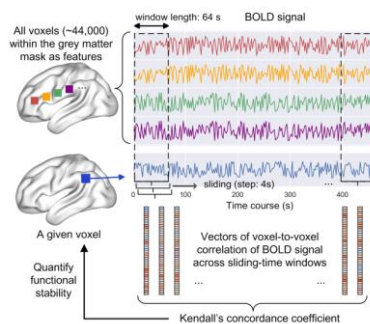 window length: 64 s
BOLD signal
All voxels (~44,000)
within the grey matter
mask as features
...
sliding (step: 4s)
...
0
100
200
300
400
Time course (s)
A given voxel
Vectors of voxel-to-voxel
correlation of BOLD signal
across sliding-time windows
... ...
Quantify
functional
stability
Kendall's concordance coefficient